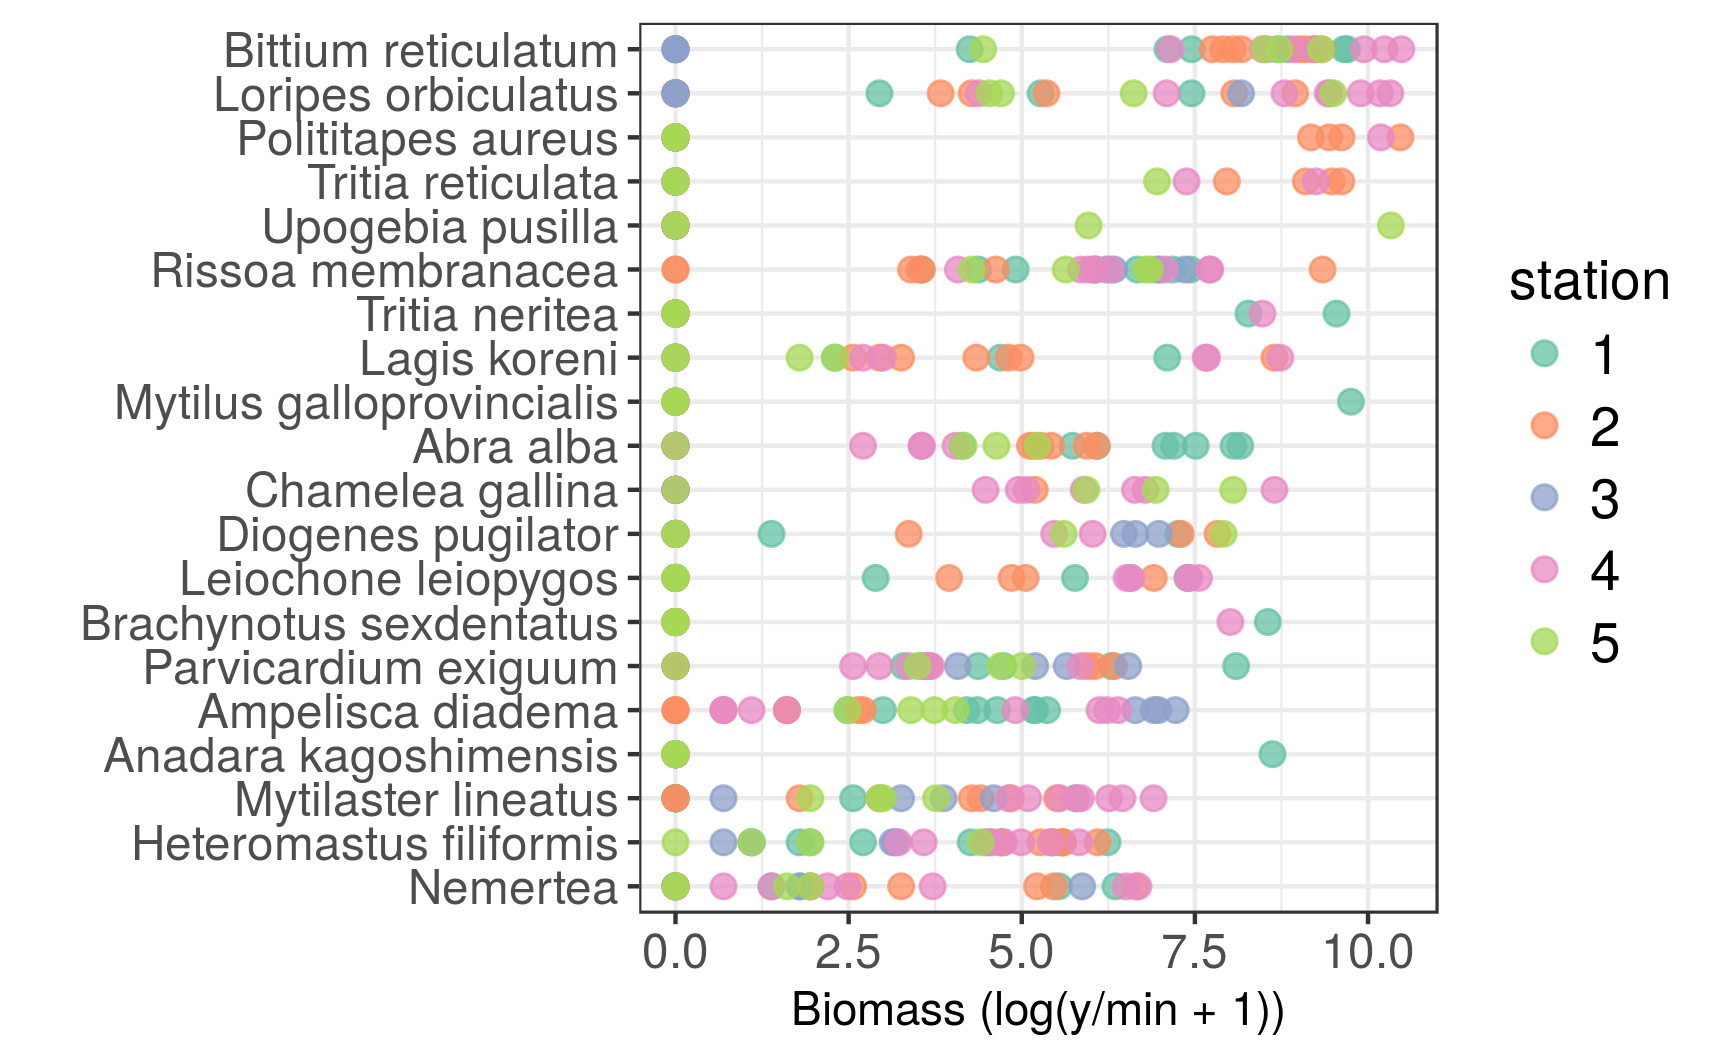 Bittium reticulatum
Loripes orbiculatus
Polititapes aureus
Tritia reticulata
Upogebia pusilla
Rissoa membranacea
Tritia neritea
Lagis koreni
Mytilus galloprovincialis
Abra alba
Chamelea gallina
Diogenes pugilator
Leiochone leiopygos
Brachynotus sexdentatus
Parvicardium exiguum
Ampelisca diadema
Anadara kagoshimensis
Mytilaster lineatus
Heteromastus filiformis
Nemertea
0.0 2.5 5.0 7.5 10.0
Biomass (log(y/min + 1))
station
1
2
3
4
5